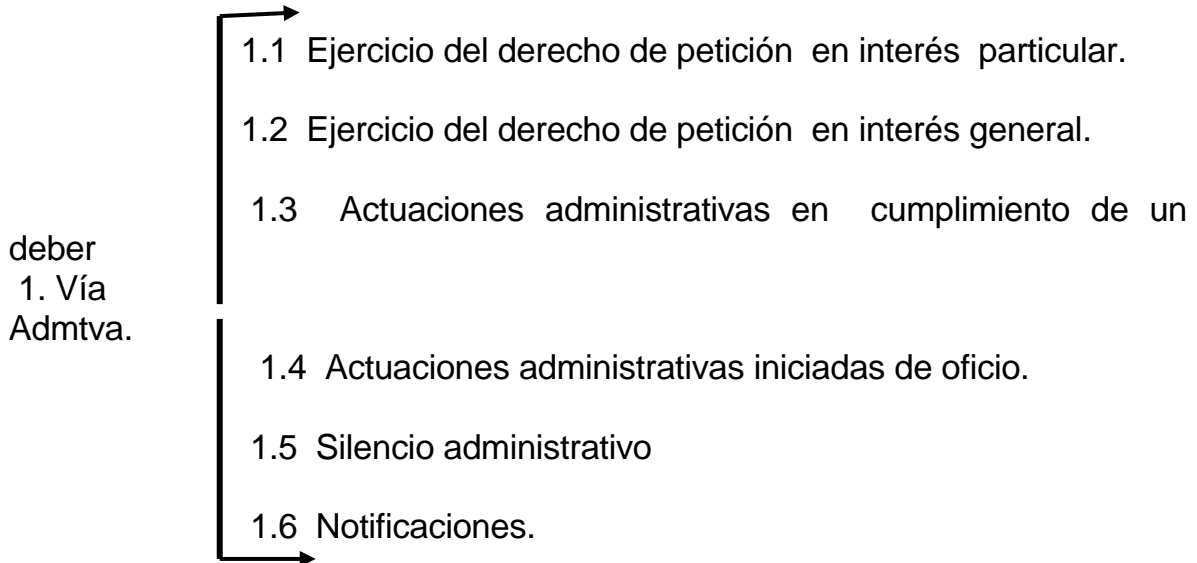 1.1 Ejercicio del derecho de petición en interés particular.
1.2 Ejercicio del derecho de petición en interés general.
1.3 Actuaciones administrativas en cumplimiento de un
deber
1. Vía
Admtva.
1.4 Actuaciones administrativas iniciadas de oficio.
1.5 Silencio administrativo
1.6 Notificaciones.